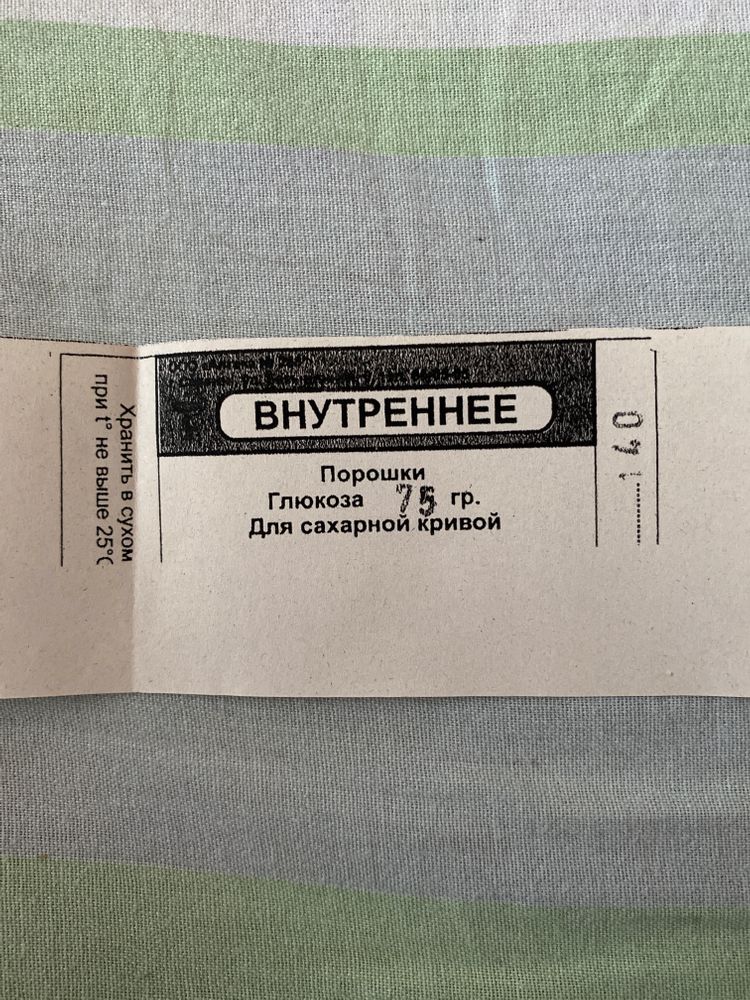 Хранить в сухом
при t° не выше 25°С
ВНУТРЕННЕЕ
Порошки
Глюкоза 75 гр.
Для сахарной кривой